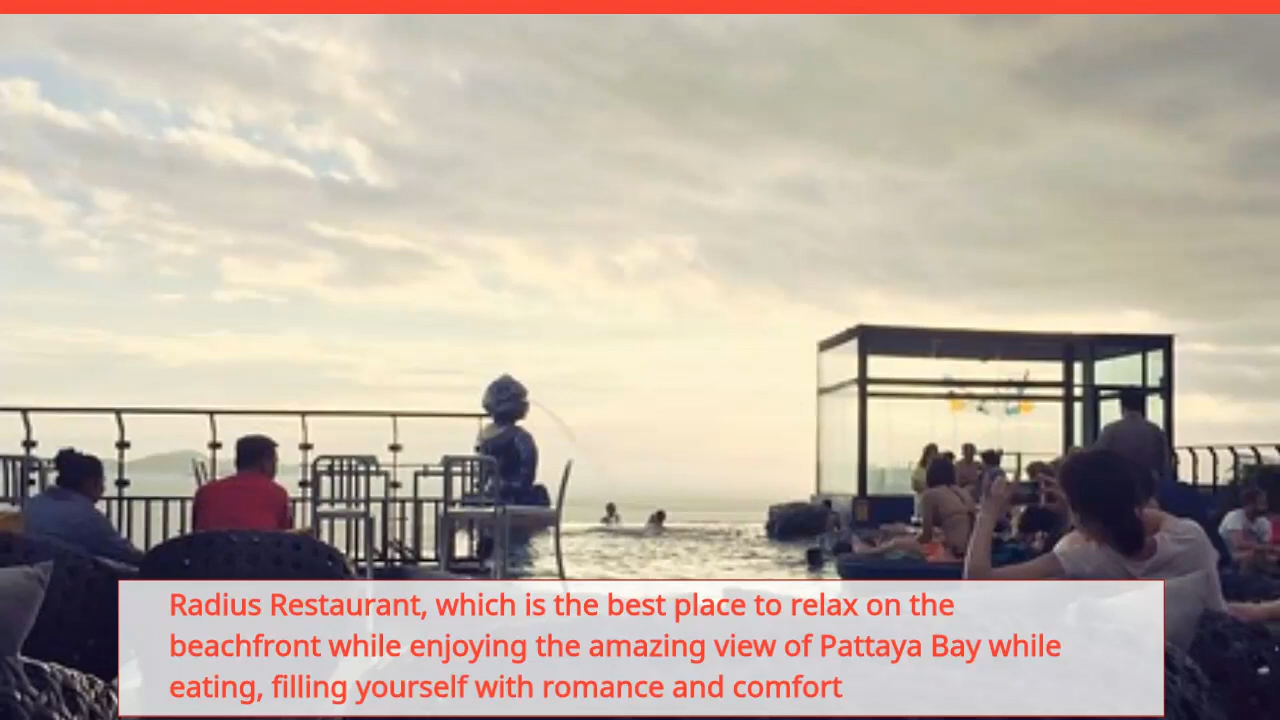 Radius Restaurant, which is the best place to relax on the
beachfront while enjoying the amazing view of Pattaya Bay while
eating, filling yourself with romance and comfort